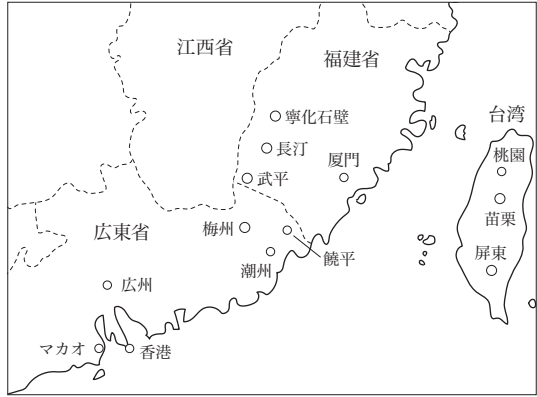 江西省
福建省
台湾
寧化石壁
長汀
桃園
厦門
武平
苗栗
広東省
梅州
屏東
饒平
潮州
広州
マカオ
香港